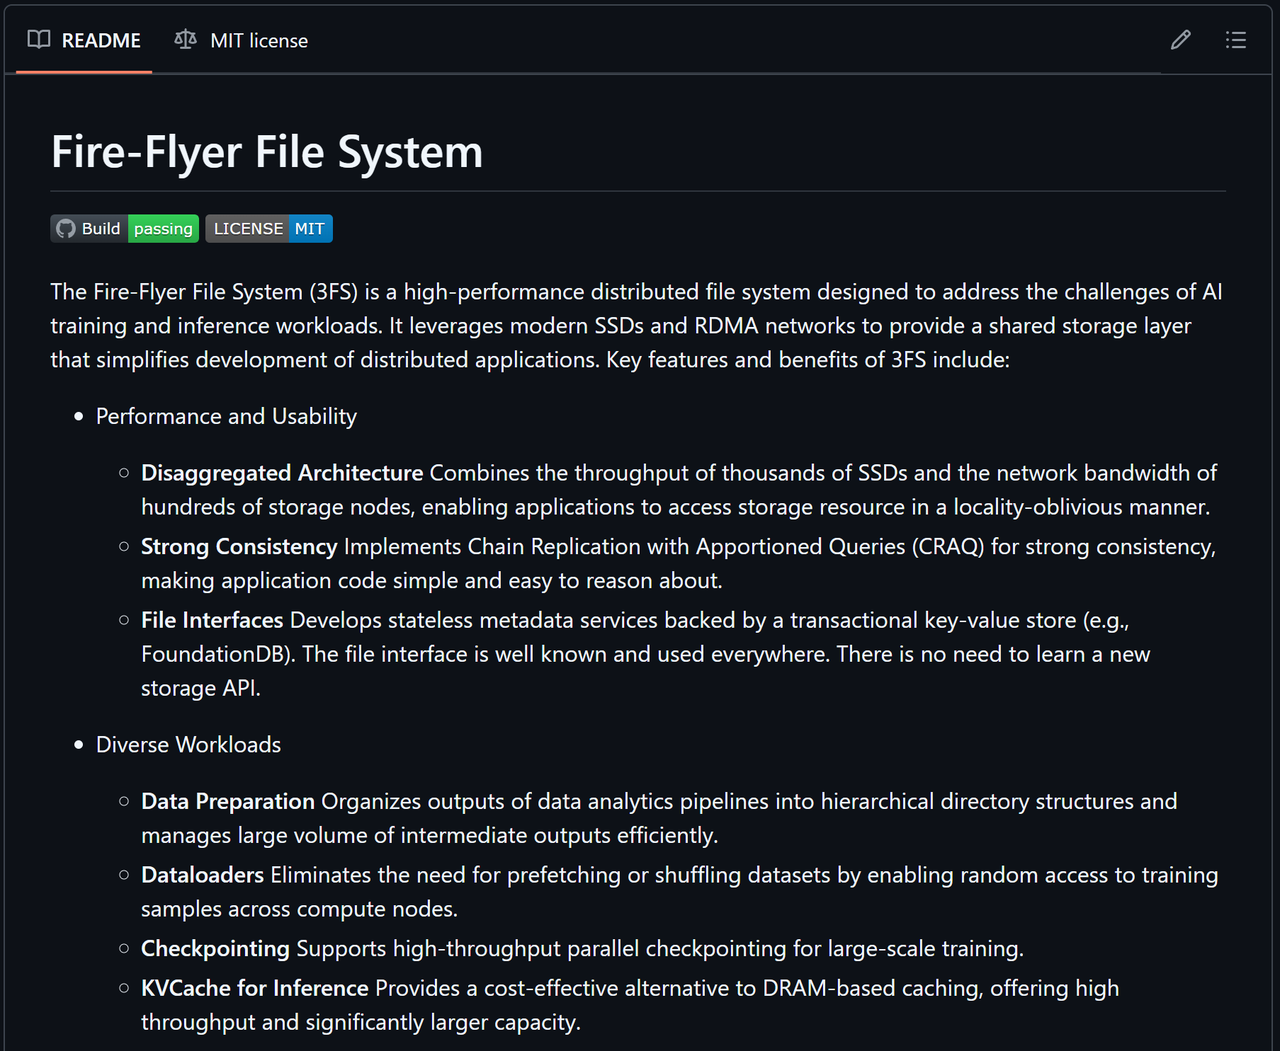 README
MIT license
Fire-Flyer File System
Build passing LICENSE MIT
The Fire-Flyer File System (3FS) is a high-performance distributed file system designed to address the challenges of AI
training and inference workloads. It leverages modern SSDs and RDMA networks to provide a shared storage layer
that simplifies development of distributed applications. Key features and benefits of 3FS include:
Performance and Usability
Disaggregated Architecture Combines the throughput of thousands of SSDs and the network bandwidth of
hundreds of storage nodes, enabling applications to access storage resource in a locality-oblivious manner.
Strong Consistency Implements Chain Replication with Apportioned Queries (CRAQ) for strong consistency,
making application code simple and easy to reason about.
File Interfaces Develops stateless metadata services backed by a transactional key-value store (e.g.,
FoundationDB). The file interface is well known and used everywhere. There is no need to learn a new
storage API.
Diverse Workloads
Data Preparation Organizes outputs of data analytics pipelines into hierarchical directory structures and
manages large volume of intermediate outputs efficiently.
Dataloaders Eliminates the need for prefetching or shuffling datasets by enabling random access to training
samples across compute nodes.
Checkpointing Supports high-throughput parallel checkpointing for large-scale training.
KVCache for Inference Provides a cost-effective alternative to DRAM-based caching, offering high
throughput and significantly larger capacity.